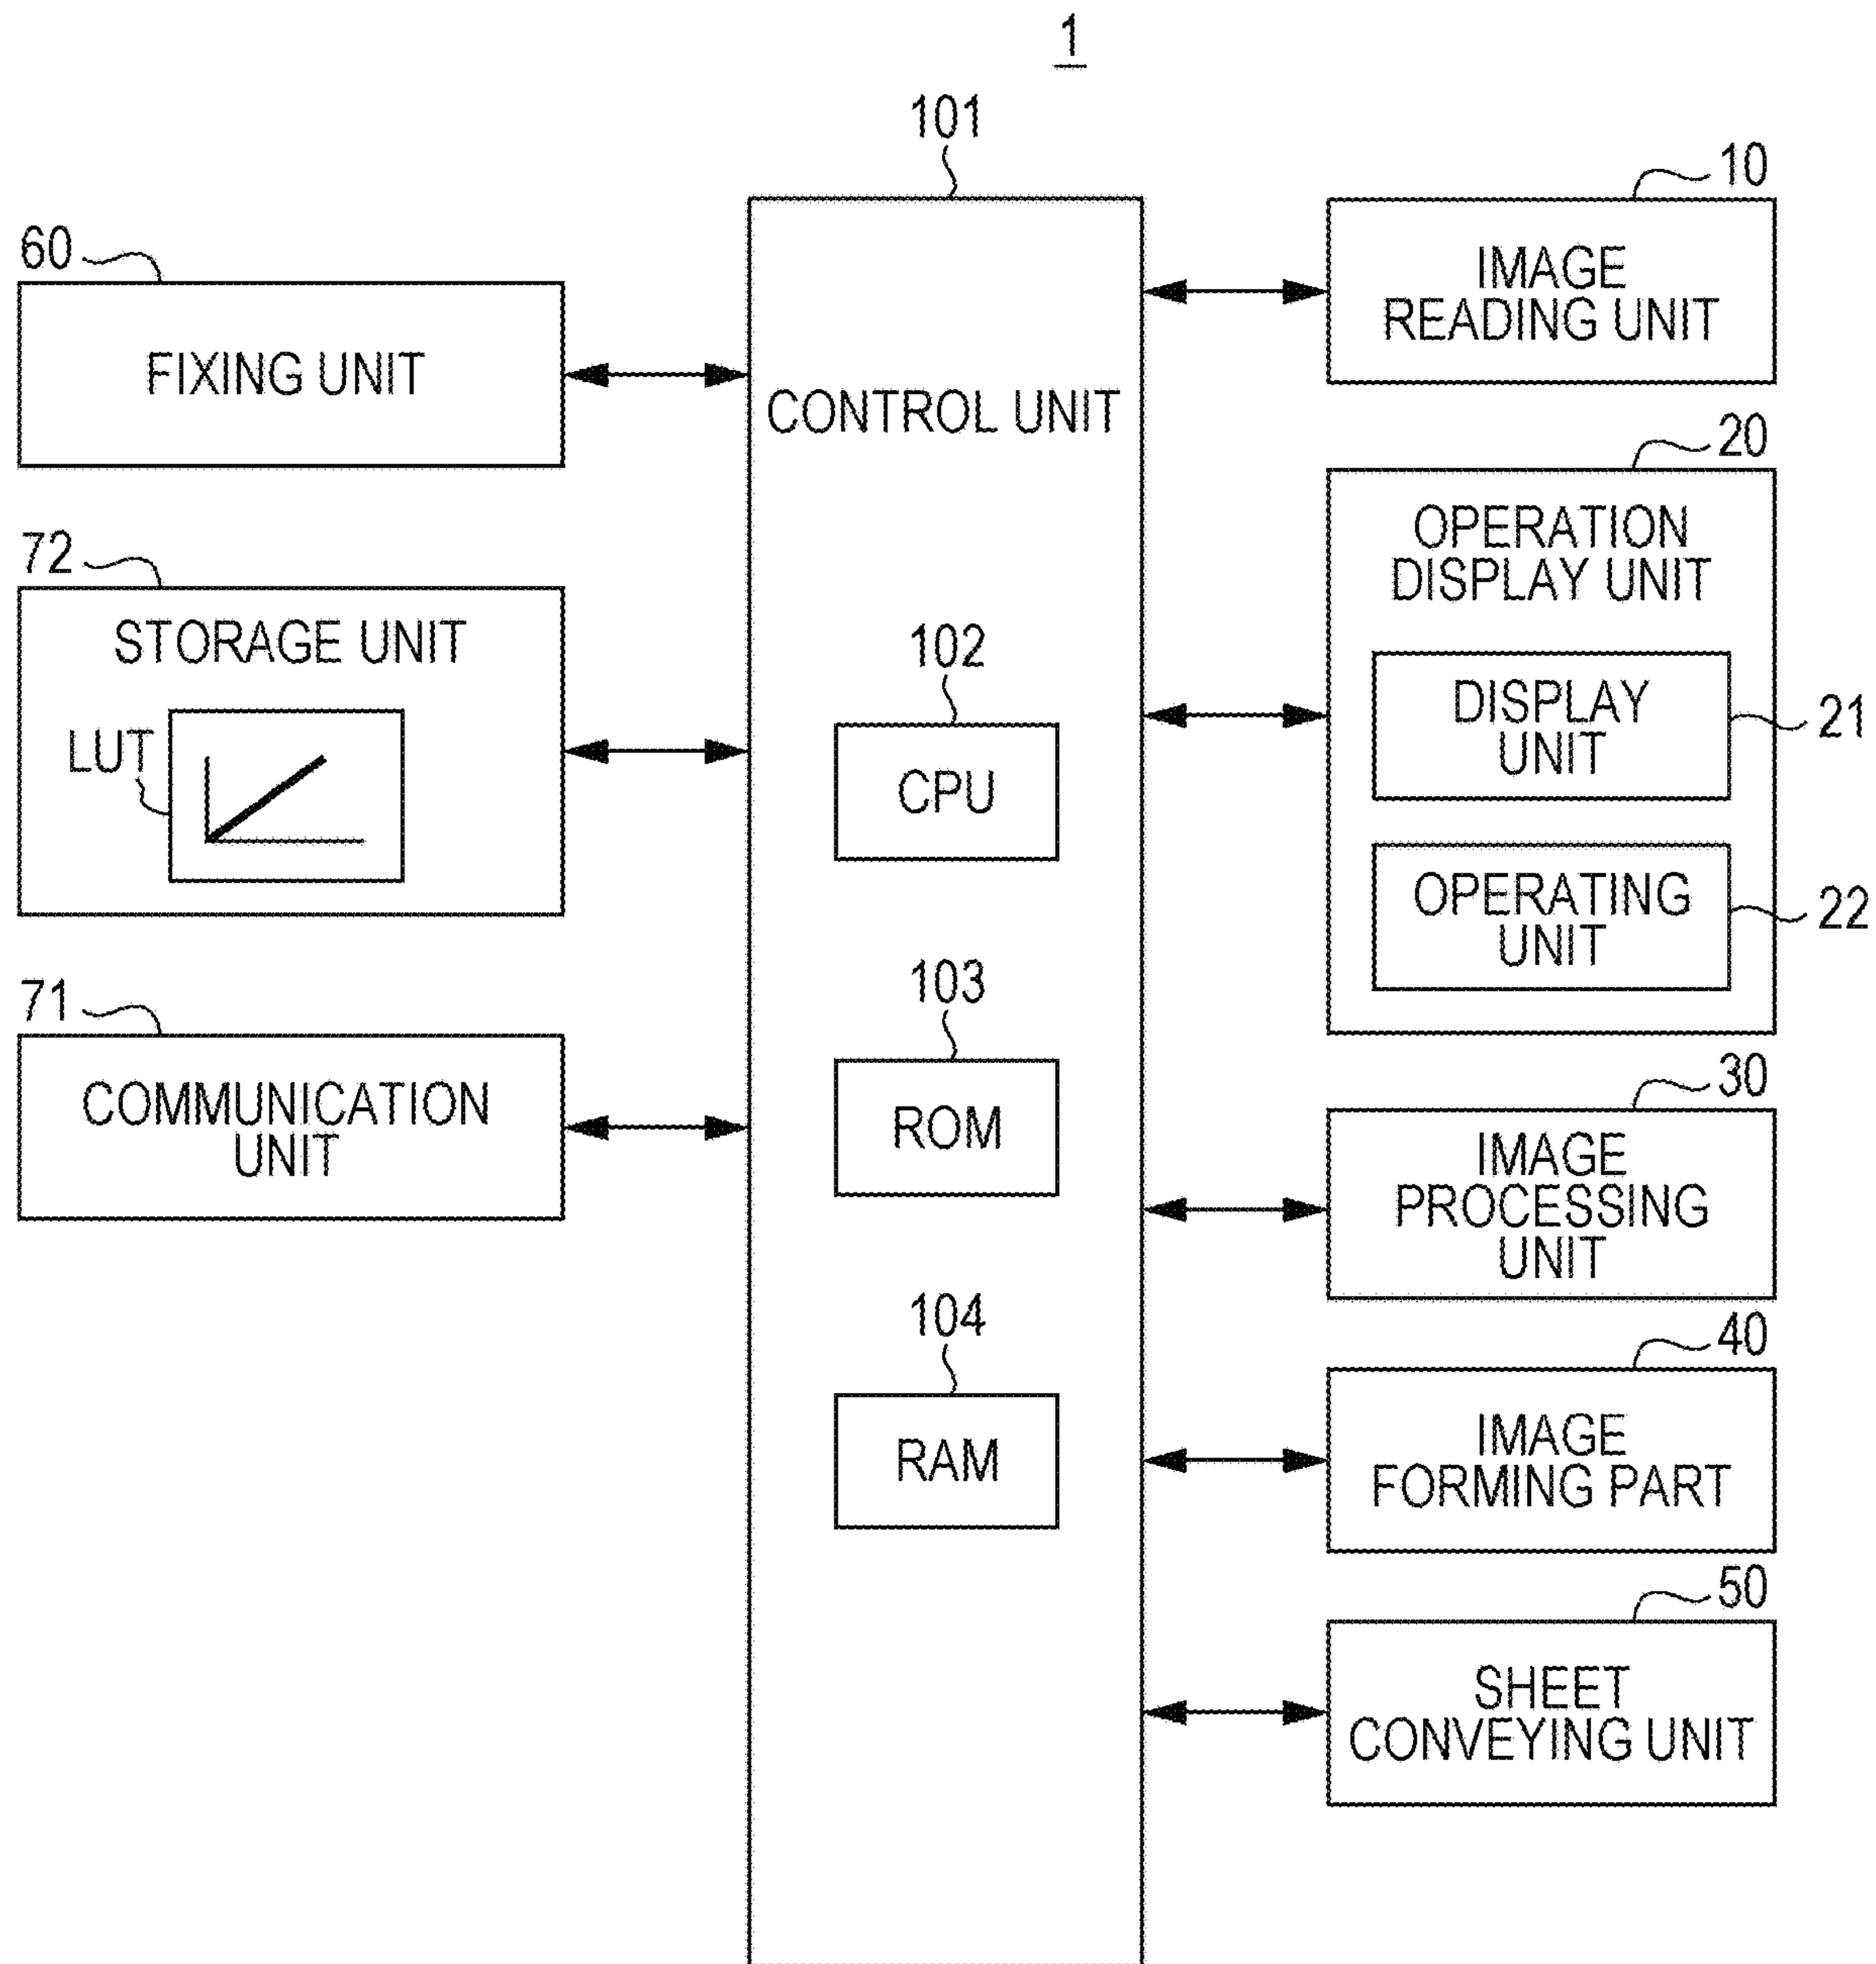 1
101
CONTROL UNIT
102
CPU
103
ROM
104
RAM
60
FIXING UNIT
72
STORAGE UNIT
LUT
71
COMMUNICATION
UNIT
10
IMAGE
READING UNIT
20
OPERATION
DISPLAY UNIT
DISPLAY
UNIT
21
OPERATING
UNIT
22
30
IMAGE
PROCESSING
UNIT
40
IMAGE
FORMING PART
50
SHEET
CONVEYING UNIT